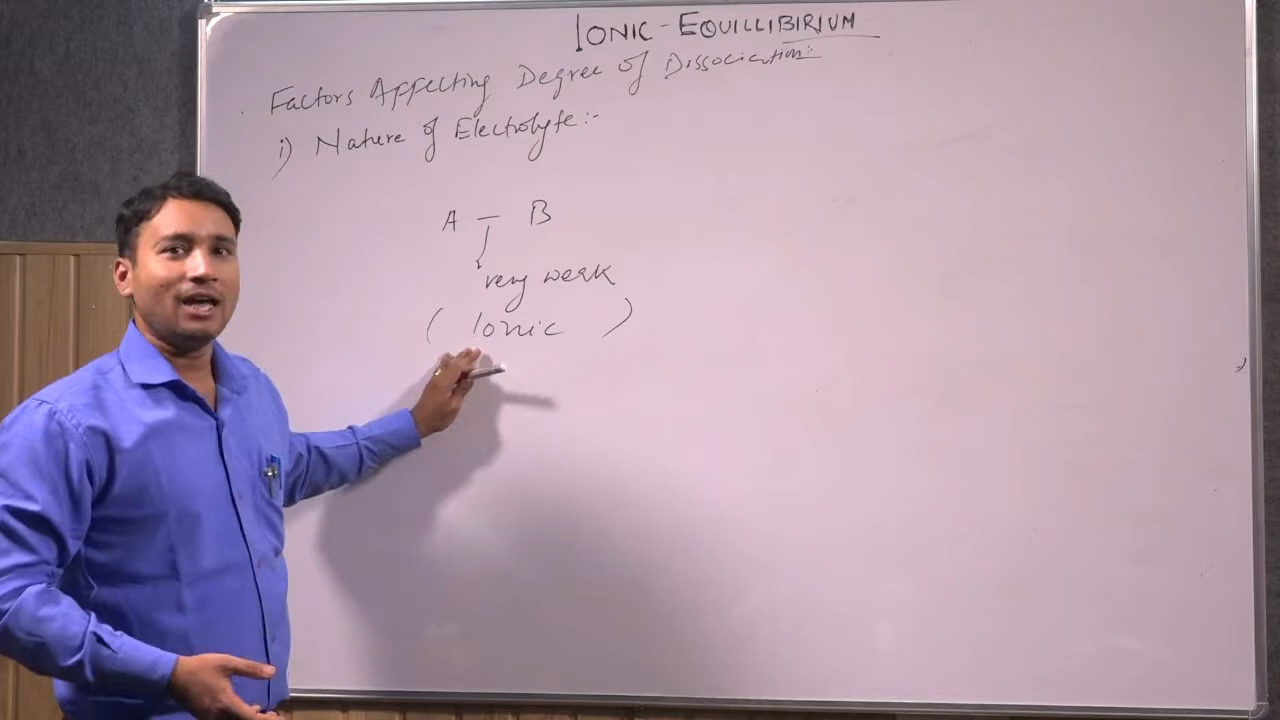 IONIC - EQUILLIBIRIUM
Factors Affecting Degree of Dissociation:-
i) Nature of Electrolyte:-
A — B
very weak
( Ionic )